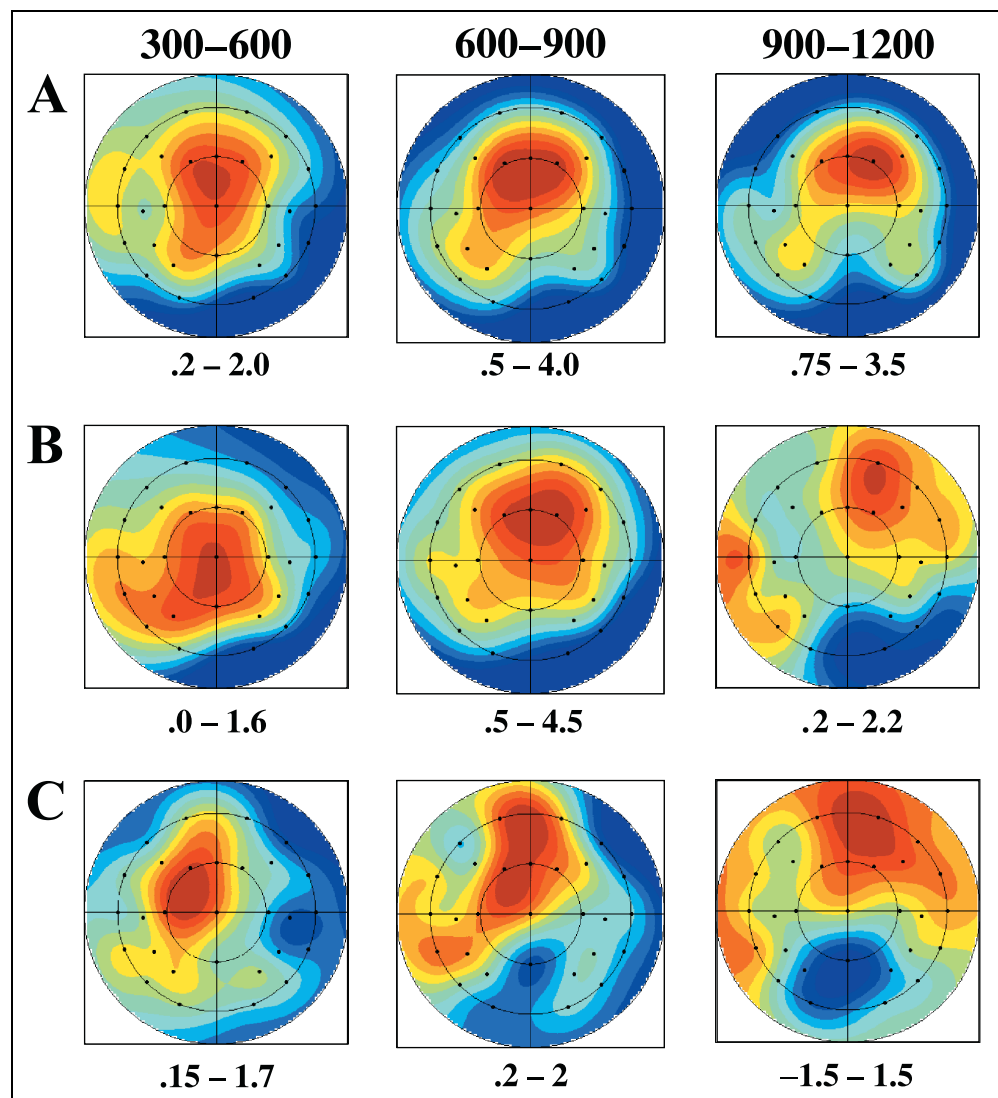 300–600 600–900 900–1200
A
.2 – 2.0 .5 – 4.0 .75 – 3.5
B
.0 – 1.6 .5 – 4.5 .2 – 2.2
C
.15 – 1.7 .2 – 2 –1.5 – 1.5